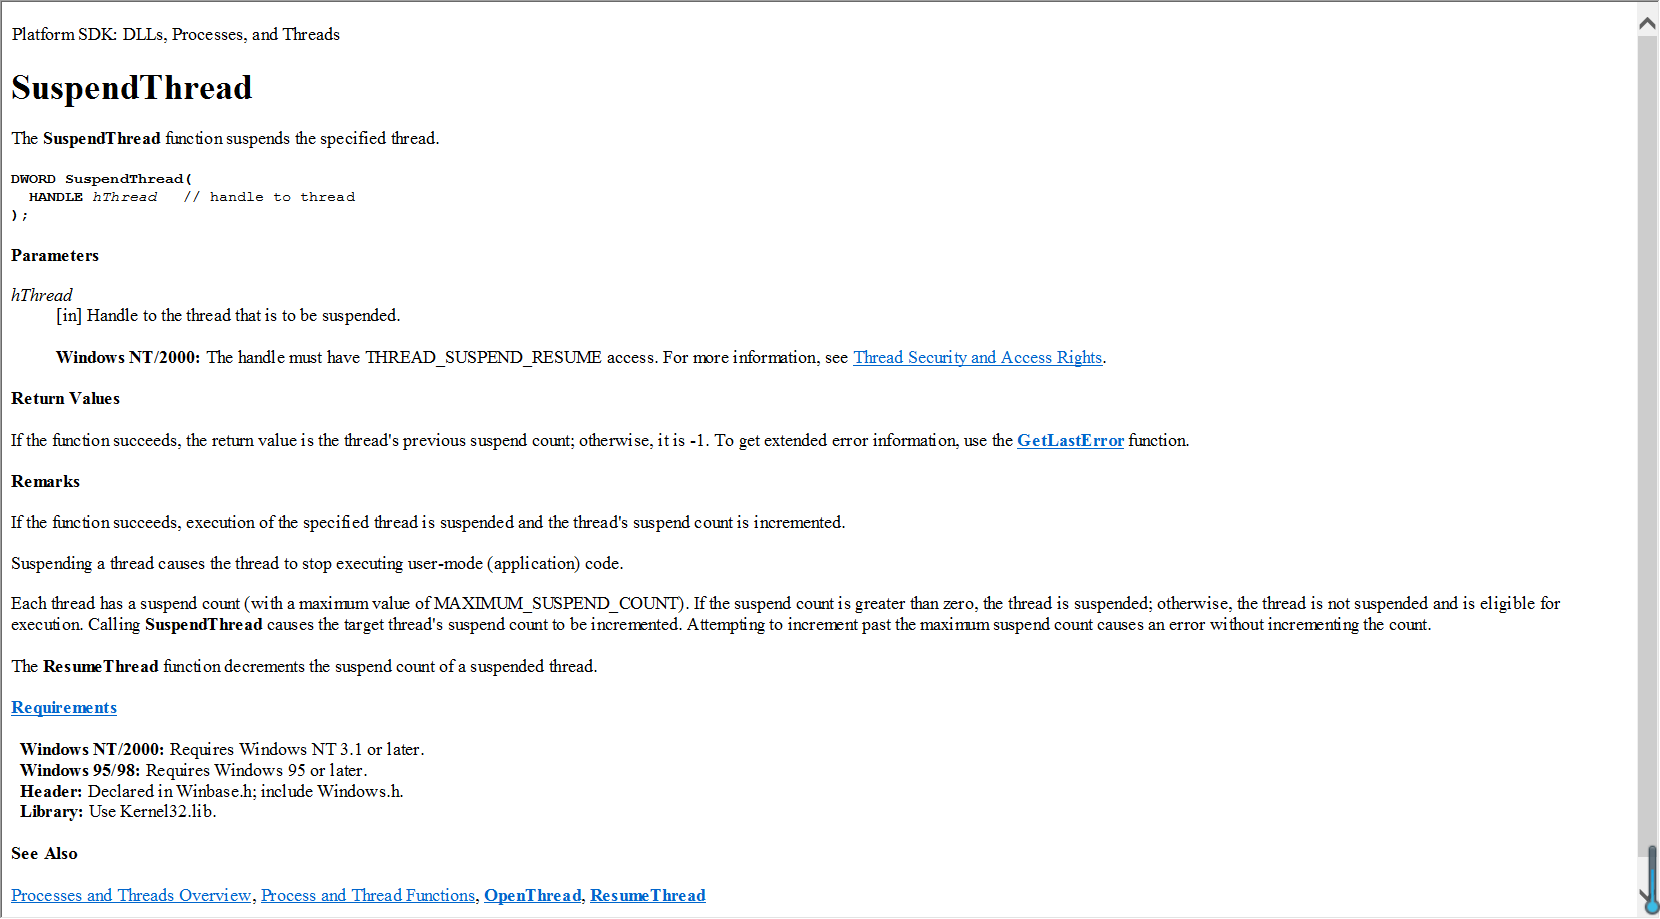 Platform SDK: DLLs, Processes, and Threads
SuspendThread
The SuspendThread function suspends the specified thread.
DWORD SuspendThread(
  HANDLE hThread   // handle to thread
);
Parameters
hThread
[in] Handle to the thread that is to be suspended.
Windows NT/2000: The handle must have THREAD_SUSPEND_RESUME access. For more information, see Thread Security and Access Rights.
Return Values
If the function succeeds, the return value is the thread's previous suspend count; otherwise, it is -1. To get extended error information, use the GetLastError function.
Remarks
If the function succeeds, execution of the specified thread is suspended and the thread's suspend count is incremented.
Suspending a thread causes the thread to stop executing user-mode (application) code.
Each thread has a suspend count (with a maximum value of MAXIMUM_SUSPEND_COUNT). If the suspend count is greater than zero, the thread is suspended; otherwise, the thread is not suspended and is eligible for
execution. Calling SuspendThread causes the target thread's suspend count to be incremented. Attempting to increment past the maximum suspend count causes an error without incrementing the count.
The ResumeThread function decrements the suspend count of a suspended thread.
Requirements
Windows NT/2000: Requires Windows NT 3.1 or later.
Windows 95/98: Requires Windows 95 or later.
Header: Declared in Winbase.h; include Windows.h.
Library: Use Kernel32.lib.
See Also
Processes and Threads Overview, Process and Thread Functions, OpenThread, ResumeThread